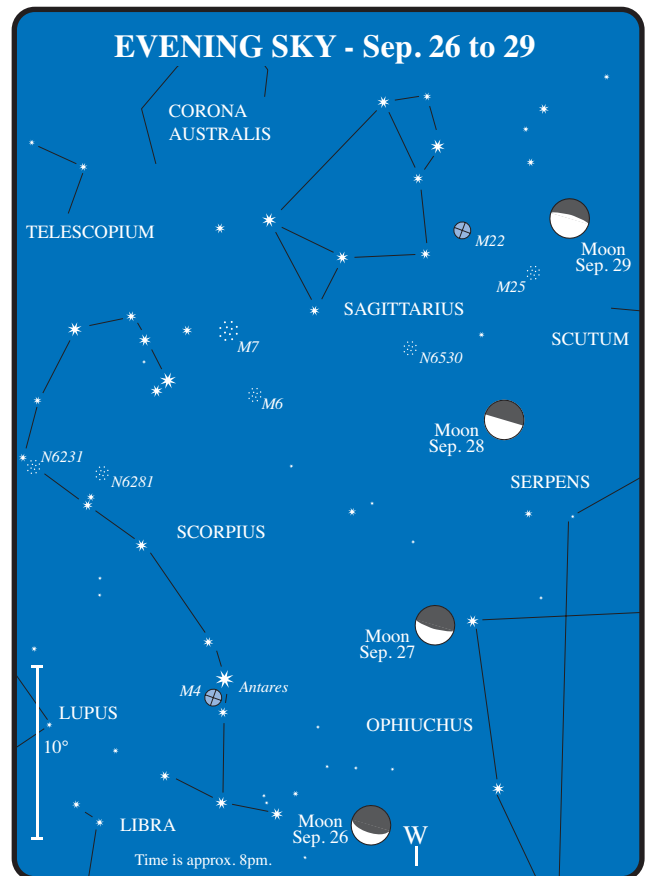 EVENING SKY - Sep. 26 to 29
CORONA
AUSTRALIS
TELESCOPIUM
M22
Moon
Sep. 29
M25
SAGITTARIUS
SCUTUM
M7
N6530
M6
Moon
Sep. 28
N6231
N6281
SERPENS
SCORPIUS
Moon
Sep. 27
M4
Antares
LUPUS
OPHIUCHUS
10°
LIBRA
Moon
Sep. 26
W
Time is approx. 8pm.